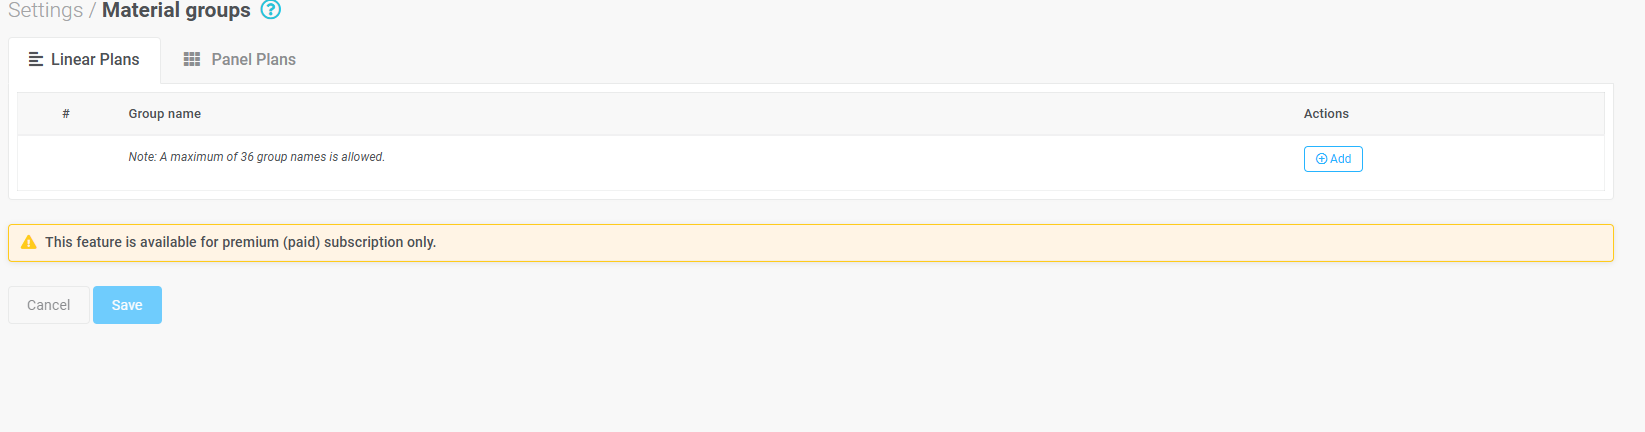 Settings / Material groups ?
Linear Plans Panel Plans
# Group name Actions
Note: A maximum of 36 group names is allowed. Add
This feature is available for premium (paid) subscription only.
Cancel Save